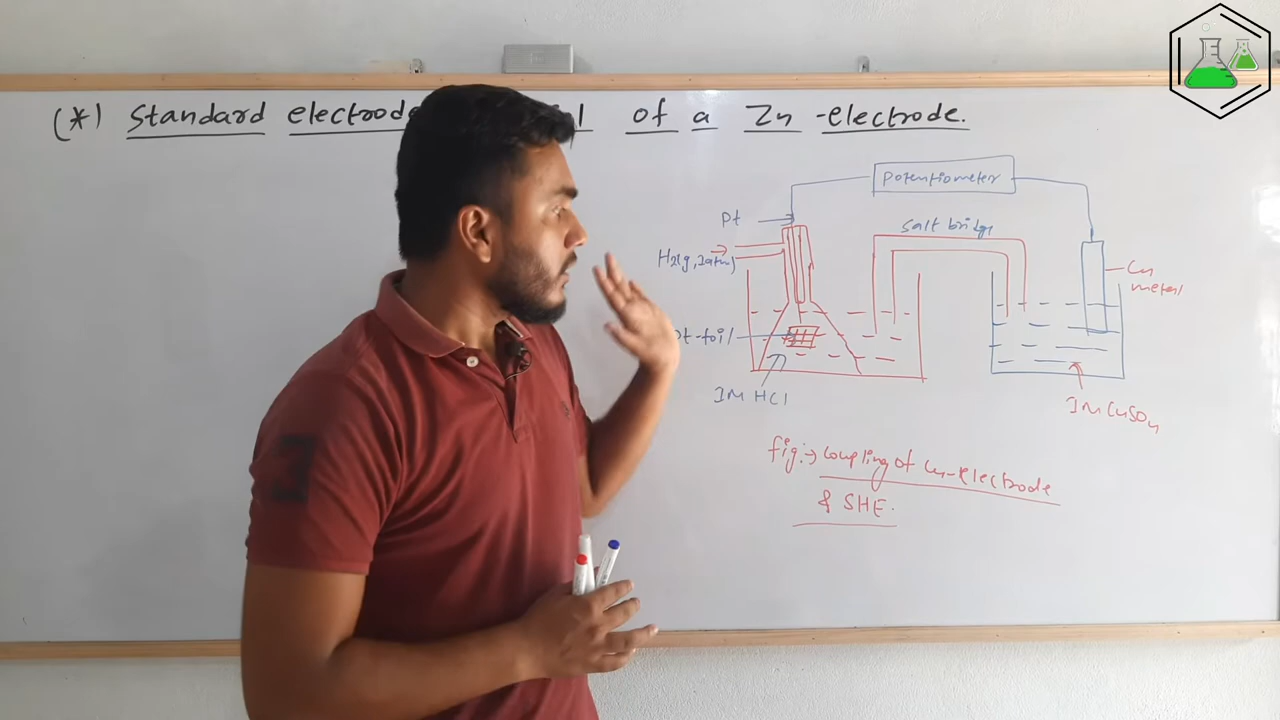 (*) Standard electrode of a Zn-electrode.
Potentiometer
Pt
salt bridge
H2(g, 1atm)
Cu
metal
Pt-foil
1M HCl
1M CuSO4
fig:→ Coupling of Cu-electrode
& SHE.
3